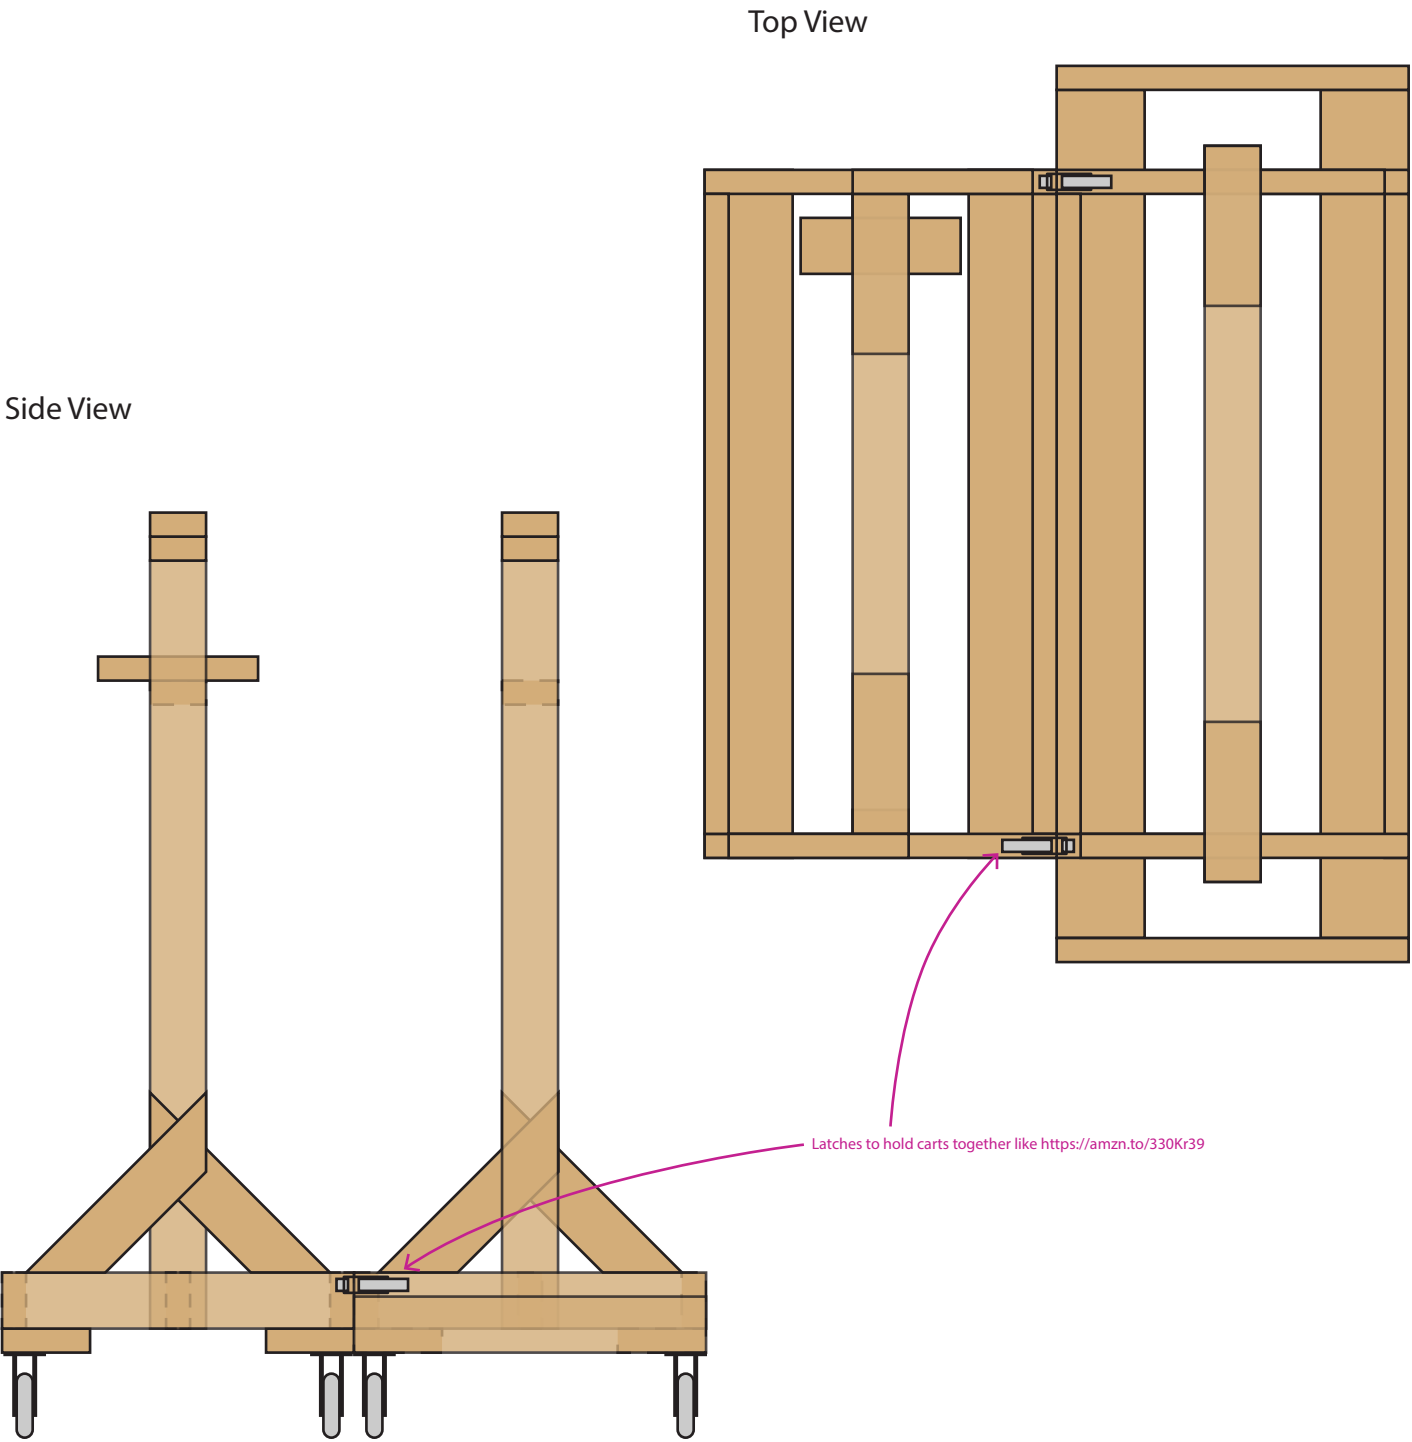 Top View
Side View
Latches to hold carts together like https://amzn.to/330Kr39